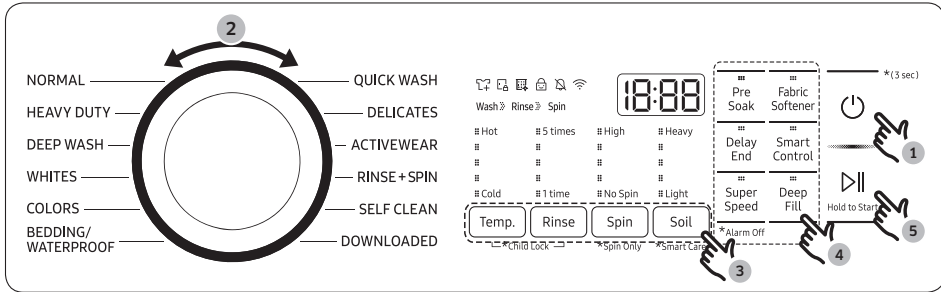 2
NORMAL
HEAVY DUTY
DEEP WASH
WHITES
COLORS
BEDDING/
WATERPROOF
QUICK WASH
DELICATES
ACTIVEWEAR
RINSE+SPIN
SELF CLEAN
DOWNLOADED
18:88
Wash Rinse Spin
Hot 5 times High Heavy
Cold 1 time No Spin Light
Temp. Rinse Spin Soil
*Child Lock *Spin Only *Smart Care
3
Pre
Soak
Fabric
Softener
Delay
End
Smart
Control
Super
Speed
Deep
Fill
*Alarm Off
4
*(3 sec)
1
Hold to Start
5